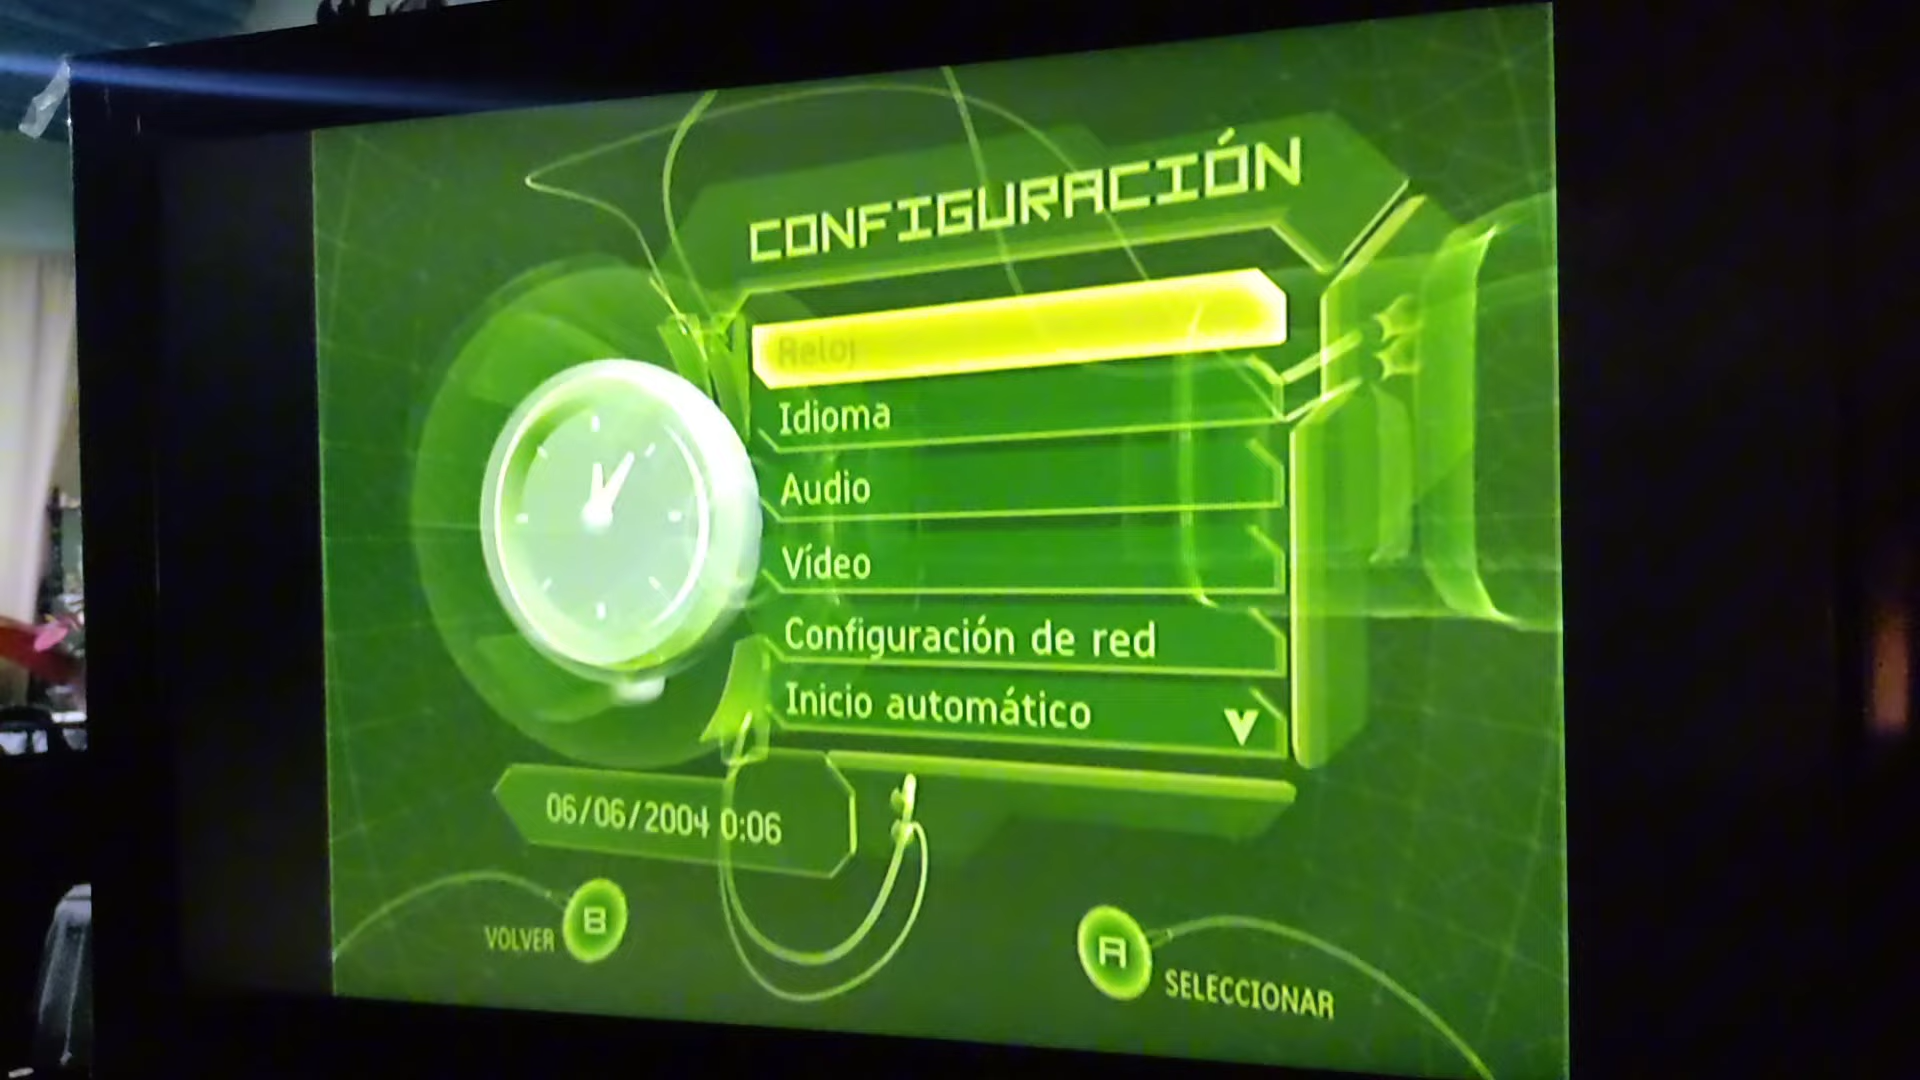 CONFIGURACIÓN
Reloj
Idioma
Audio
Vídeo
Configuración de red
Inicio automático
06/06/2004 0:06
VOLVER B
A SELECCIONAR